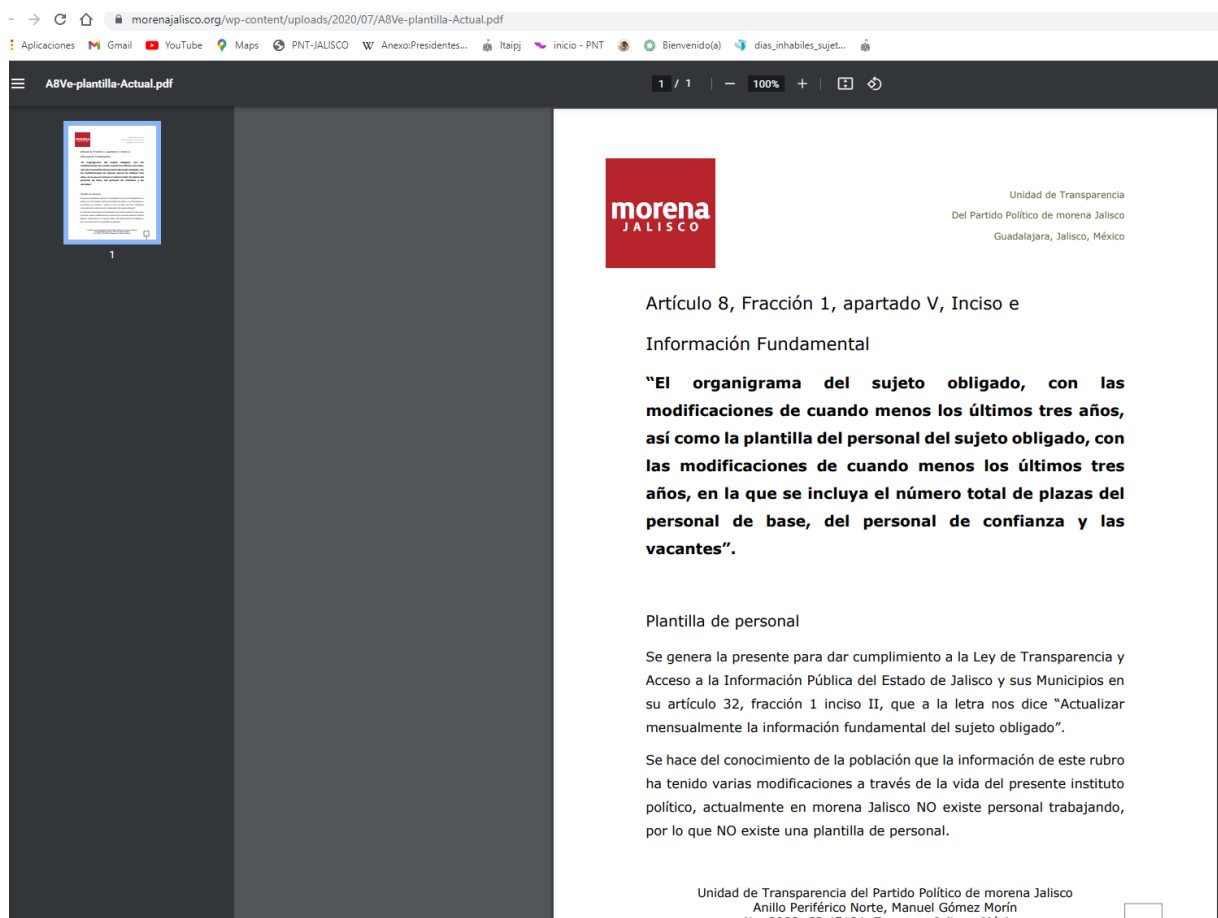 morenajalisco.org/wp-content/uploads/2020/07/A8Ve-plantilla-Actual.pdf
Aplicaciones Gmail YouTube Maps PNT-JALISCO W Anexo:Presidentes... Itaipj inicio - PNT Bienvenido(a) dias_inhabiles_sujet...
A8Ve-plantilla-Actual.pdf 1 / 1 100%
1
morena
JALISCO
Unidad de Transparencia
Del Partido Político de morena Jalisco
Guadalajara, Jalisco, México
Artículo 8, Fracción 1, apartado V, Inciso e
Información Fundamental
“El organigrama del sujeto obligado, con las
modificaciones de cuando menos los últimos tres años,
así como la plantilla del personal del sujeto obligado, con
las modificaciones de cuando menos los últimos tres
años, en la que se incluya el número total de plazas del
personal de base, del personal de confianza y las
vacantes”.
Plantilla de personal
Se genera la presente para dar cumplimiento a la Ley de Transparencia y
Acceso a la Información Pública del Estado de Jalisco y sus Municipios en
su artículo 32, fracción 1 inciso II, que a la letra nos dice “Actualizar
mensualmente la información fundamental del sujeto obligado”.
Se hace del conocimiento de la población que la información de este rubro
ha tenido varias modificaciones a través de la vida del presente instituto
político, actualmente en morena Jalisco NO existe personal trabajando,
por lo que NO existe una plantilla de personal.
Unidad de Transparencia del Partido Político de morena Jalisco
Anillo Periférico Norte, Manuel Gómez Morín